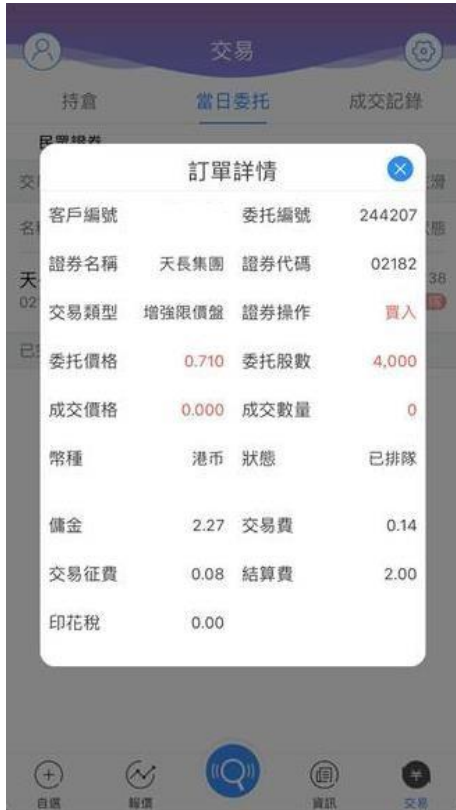 交易
持倉 當日委托 成交記錄
民眾證券
訂單詳情
客戶編號 委托編號 244207
證券名稱 天長集團 證券代碼 02182
交易類型 增強限價盤 證券操作 買入
委托價格 0.710 委托股數 4,000
成交價格 0.000 成交數量 0
幣種 港币 狀態 已排隊
傭金 2.27 交易費 0.14
交易征費 0.08 結算費 2.00
印花稅 0.00
自選 報價 資訊 交易